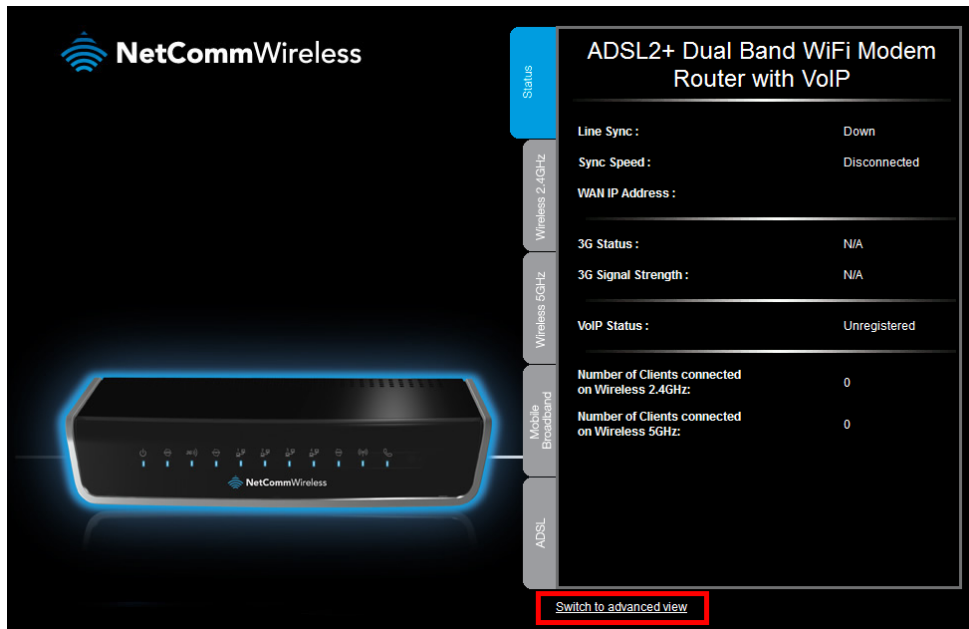 NetCommWireless
Status
Wireless 2.4GHz
Wireless 5GHz
Mobile
Broadband
ADSL
ADSL2+ Dual Band WiFi Modem
Router with VoIP
Line Sync : Down
Sync Speed : Disconnected
WAN IP Address :
3G Status : N/A
3G Signal Strength : N/A
VoIP Status : Unregistered
Number of Clients connected
on Wireless 2.4GHz: 0
Number of Clients connected
on Wireless 5GHz: 0
NetCommWireless
Switch to advanced view